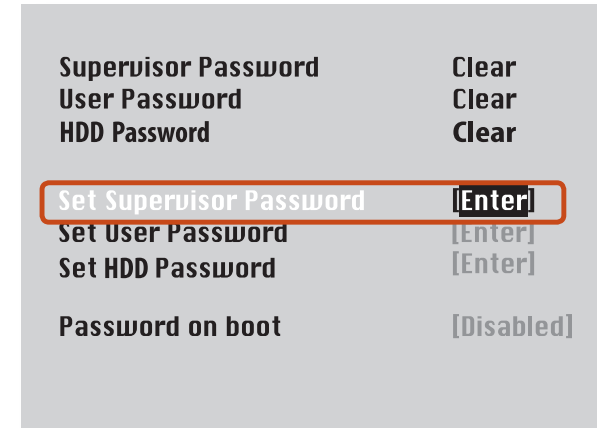 Supervisor Password Clear
User Password Clear
HDD Password Clear
Set Supervisor Password [Enter]
Set User Password [Enter]
Set HDD Password [Enter]
Password on boot [Disabled]